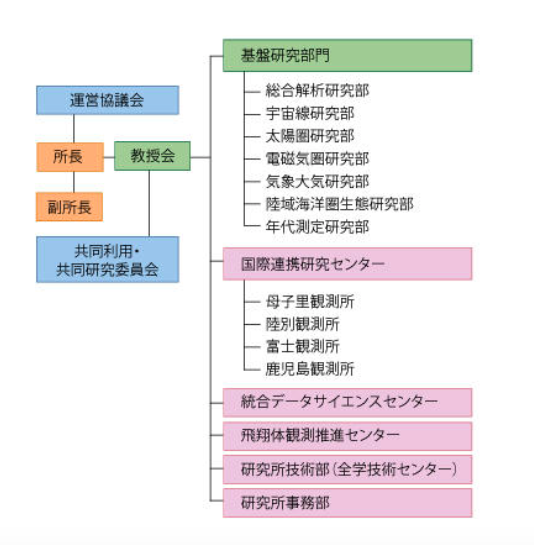 運営協議会
所長
教授会
副所長
共同利用・
共同研究委員会
基盤研究部門
総合解析研究部
宇宙線研究部
太陽圏研究部
電磁気圏研究部
気象大気研究部
陸域海洋圏生態研究部
年代測定研究部
国際連携研究センター
母子里観測所
陸別観測所
富士観測所
鹿児島観測所
統合データサイエンスセンター
飛翔体観測推進センター
研究所技術部（全学技術センター）
研究所事務部